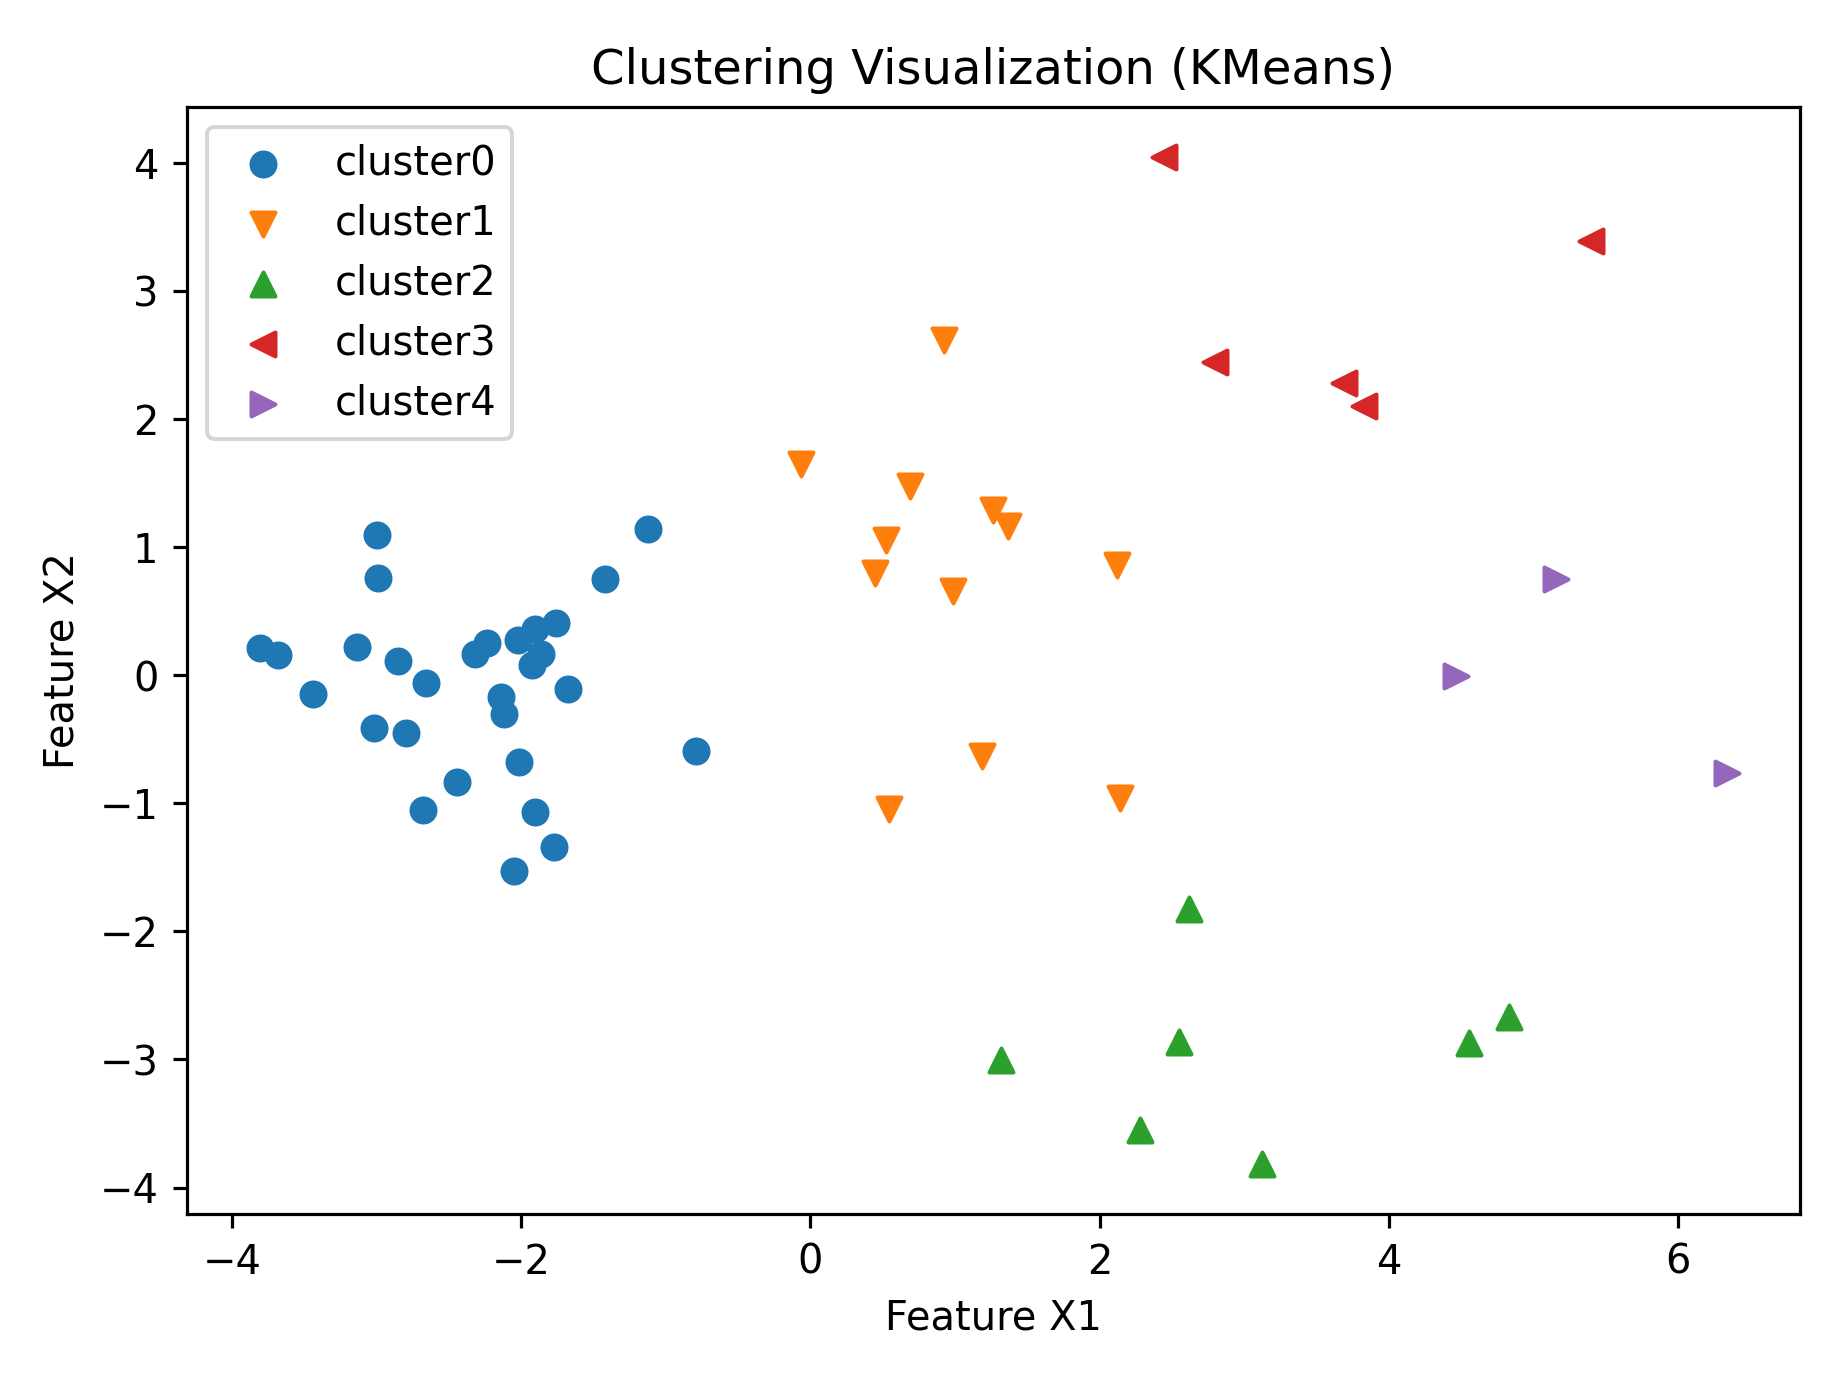 Clustering Visualization (KMeans)
cluster0
cluster1
cluster2
cluster3
cluster4
4
3
2
1
0
−1
−2
−3
−4
Feature X2
−4 −2 0 2 4 6
Feature X1